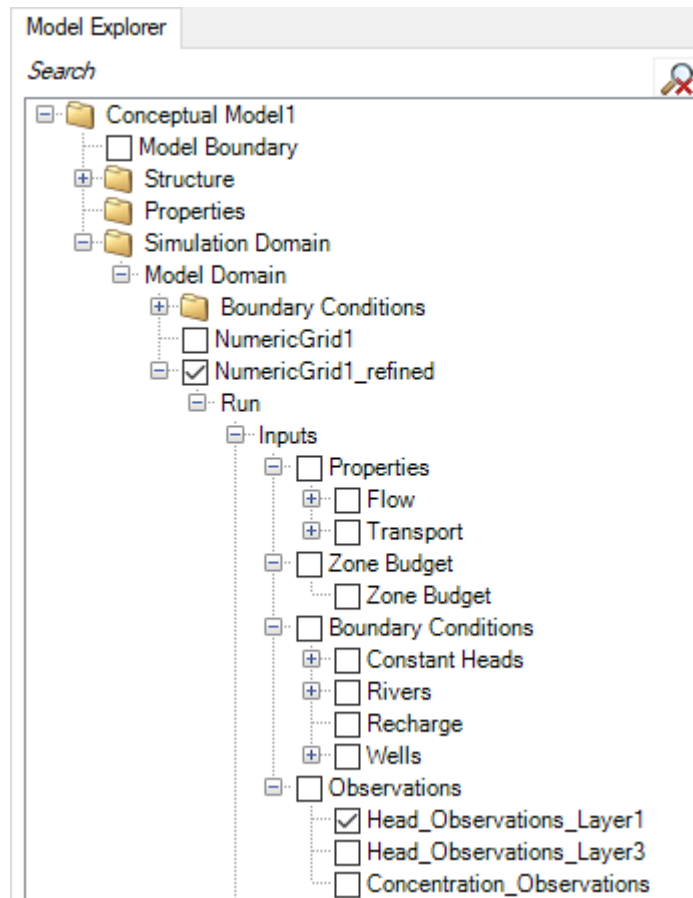 Model Explorer
Search
Conceptual Model1
Model Boundary
Structure
Properties
Simulation Domain
Model Domain
Boundary Conditions
NumericGrid1
NumericGrid1_refined
Run
Inputs
Properties
Flow
Transport
Zone Budget
Zone Budget
Boundary Conditions
Constant Heads
Rivers
Recharge
Wells
Observations
Head_Observations_Layer1
Head_Observations_Layer3
Concentration_Observations